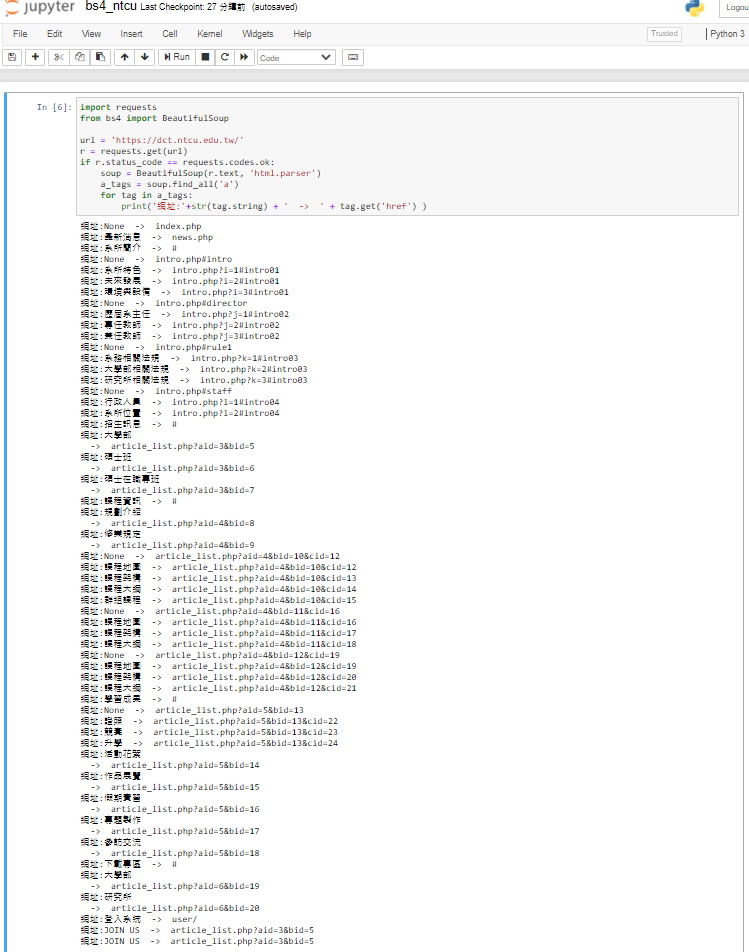 jupyter bs4_ntcu Last Checkpoint: 27 分鐘前 (autosaved)
Logou
File Edit View Insert Cell Kernel Widgets Help
Trusted
Python 3
Run
Code
In [6]:
import requests
from bs4 import BeautifulSoup
url = 'https://dct.ntcu.edu.tw/'
r = requests.get(url)
if r.status_code == requests.codes.ok:
soup = BeautifulSoup(r.text, 'html.parser')
a_tags = soup.find_all('a')
for tag in a_tags:
print('網址:'+str(tag.string) + '  ->  ' + tag.get('href') )
網址:None  ->  index.php
網址:最新消息  ->  news.php
網址:系所簡介  ->  #
網址:None  ->  intro.php#intro
網址:系所特色  ->  intro.php?i=1#intro01
網址:未來發展  ->  intro.php?i=2#intro01
網址:環境與設備  ->  intro.php?i=3#intro01
網址:None  ->  intro.php#director
網址:歷屆系主任  ->  intro.php?j=1#intro02
網址:專任教師  ->  intro.php?j=2#intro02
網址:兼任教師  ->  intro.php?j=3#intro02
網址:None  ->  intro.php#rule1
網址:系務相關法規  ->  intro.php?k=1#intro03
網址:大學部相關法規  ->  intro.php?k=2#intro03
網址:研究所相關法規  ->  intro.php?k=3#intro03
網址:None  ->  intro.php#staff
網址:行政人員  ->  intro.php?l=1#intro04
網址:系所位置  ->  intro.php?l=2#intro04
網址:招生訊息  ->  #
網址:大學部
->  article_list.php?aid=3&bid=5
網址:碩士班
->  article_list.php?aid=3&bid=6
網址:碩士在職專班
->  article_list.php?aid=3&bid=7
網址:課程資訊  ->  #
網址:規劃介紹
->  article_list.php?aid=4&bid=8
網址:修業規定
->  article_list.php?aid=4&bid=9
網址:None  ->  article_list.php?aid=4&bid=10&cid=12
網址:課程地圖  ->  article_list.php?aid=4&bid=10&cid=12
網址:課程架構  ->  article_list.php?aid=4&bid=10&cid=13
網址:課程大綱  ->  article_list.php?aid=4&bid=10&cid=14
網址:群組課程  ->  article_list.php?aid=4&bid=10&cid=15
網址:None  ->  article_list.php?aid=4&bid=11&cid=16
網址:課程地圖  ->  article_list.php?aid=4&bid=11&cid=16
網址:課程架構  ->  article_list.php?aid=4&bid=11&cid=17
網址:課程大綱  ->  article_list.php?aid=4&bid=11&cid=18
網址:None  ->  article_list.php?aid=4&bid=12&cid=19
網址:課程地圖  ->  article_list.php?aid=4&bid=12&cid=19
網址:課程架構  ->  article_list.php?aid=4&bid=12&cid=20
網址:課程大綱  ->  article_list.php?aid=4&bid=12&cid=21
網址:學習成果  ->  #
網址:None  ->  article_list.php?aid=5&bid=13
網址:證照  ->  article_list.php?aid=5&bid=13&cid=22
網址:競賽  ->  article_list.php?aid=5&bid=13&cid=23
網址:升學  ->  article_list.php?aid=5&bid=13&cid=24
網址:活動花絮
->  article_list.php?aid=5&bid=14
網址:作品展覽
->  article_list.php?aid=5&bid=15
網址:假期實習
->  article_list.php?aid=5&bid=16
網址:專題製作
->  article_list.php?aid=5&bid=17
網址:參訪交流
->  article_list.php?aid=5&bid=18
網址:下載專區  ->  #
網址:大學部
->  article_list.php?aid=6&bid=19
網址:研究所
->  article_list.php?aid=6&bid=20
網址:登入系統  ->  user/
網址:JOIN US  ->  article_list.php?aid=3&bid=5
網址:JOIN US  ->  article_list.php?aid=3&bid=5